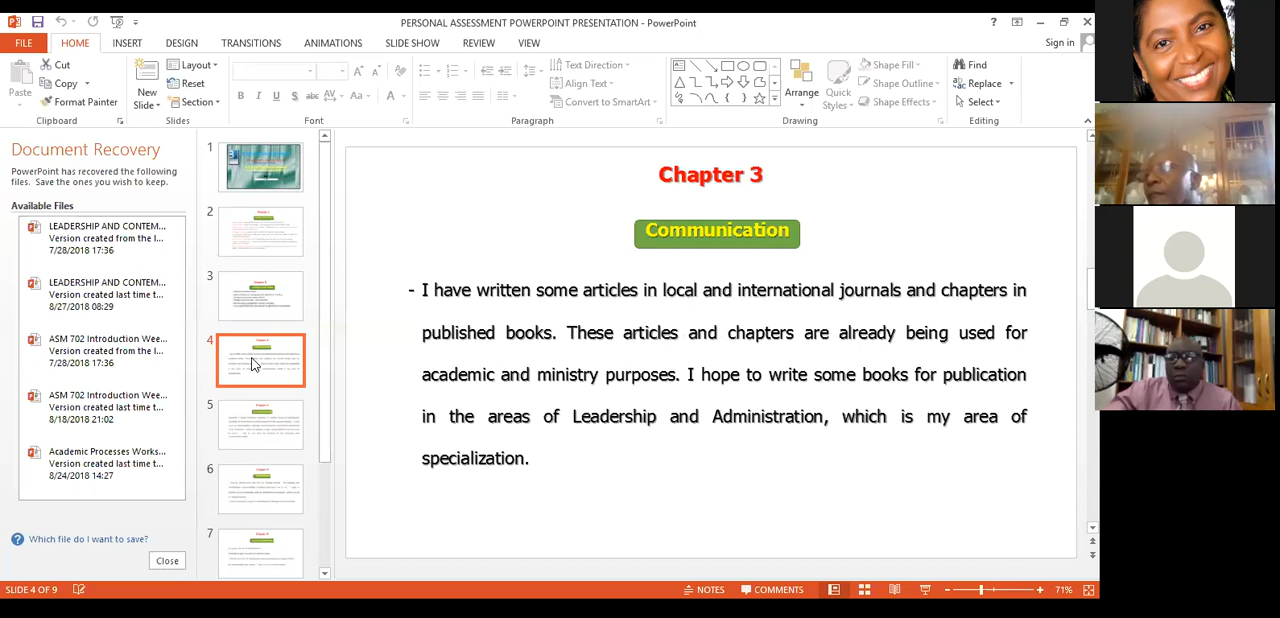 PERSONAL ASSESSMENT POWERPOINT PRESENTATION - PowerPoint
FILE HOME INSERT DESIGN TRANSITIONS ANIMATIONS SLIDE SHOW REVIEW VIEW Sign in
Cut
Copy
Format Painter
Paste
Clipboard
New Slide
Layout
Reset
Section
Slides
Font
Text Direction
Align Text
Convert to SmartArt
Paragraph
Arrange
Quick Styles
Shape Fill
Shape Outline
Shape Effects
Drawing
Find
Replace
Select
Editing
Document Recovery
PowerPoint has recovered the following
files. Save the ones you wish to keep.
Available Files
LEADERSHIP AND CONTEM...
Version created from the l...
7/28/2018 17:36
LEADERSHIP AND CONTEM...
Version created last time t...
8/27/2018 08:29
ASM 702 Introduction Wee...
Version created from the l...
7/28/2018 17:36
ASM 702 Introduction Wee...
Version created last time t...
8/18/2018 21:02
Academic Processes Works...
Version created last time t...
8/24/2018 14:27
Which file do I want to save?
Close
1
2
3
4
5
6
7
Chapter 3
Communication
- I have written some articles in local and international journals and chapters in
published books. These articles and chapters are already being used for
academic and ministry purposes. I hope to write some books for publication
in the areas of Leadership and Administration, which is my area of
specialization.
SLIDE 4 OF 9 NOTES COMMENTS 71%